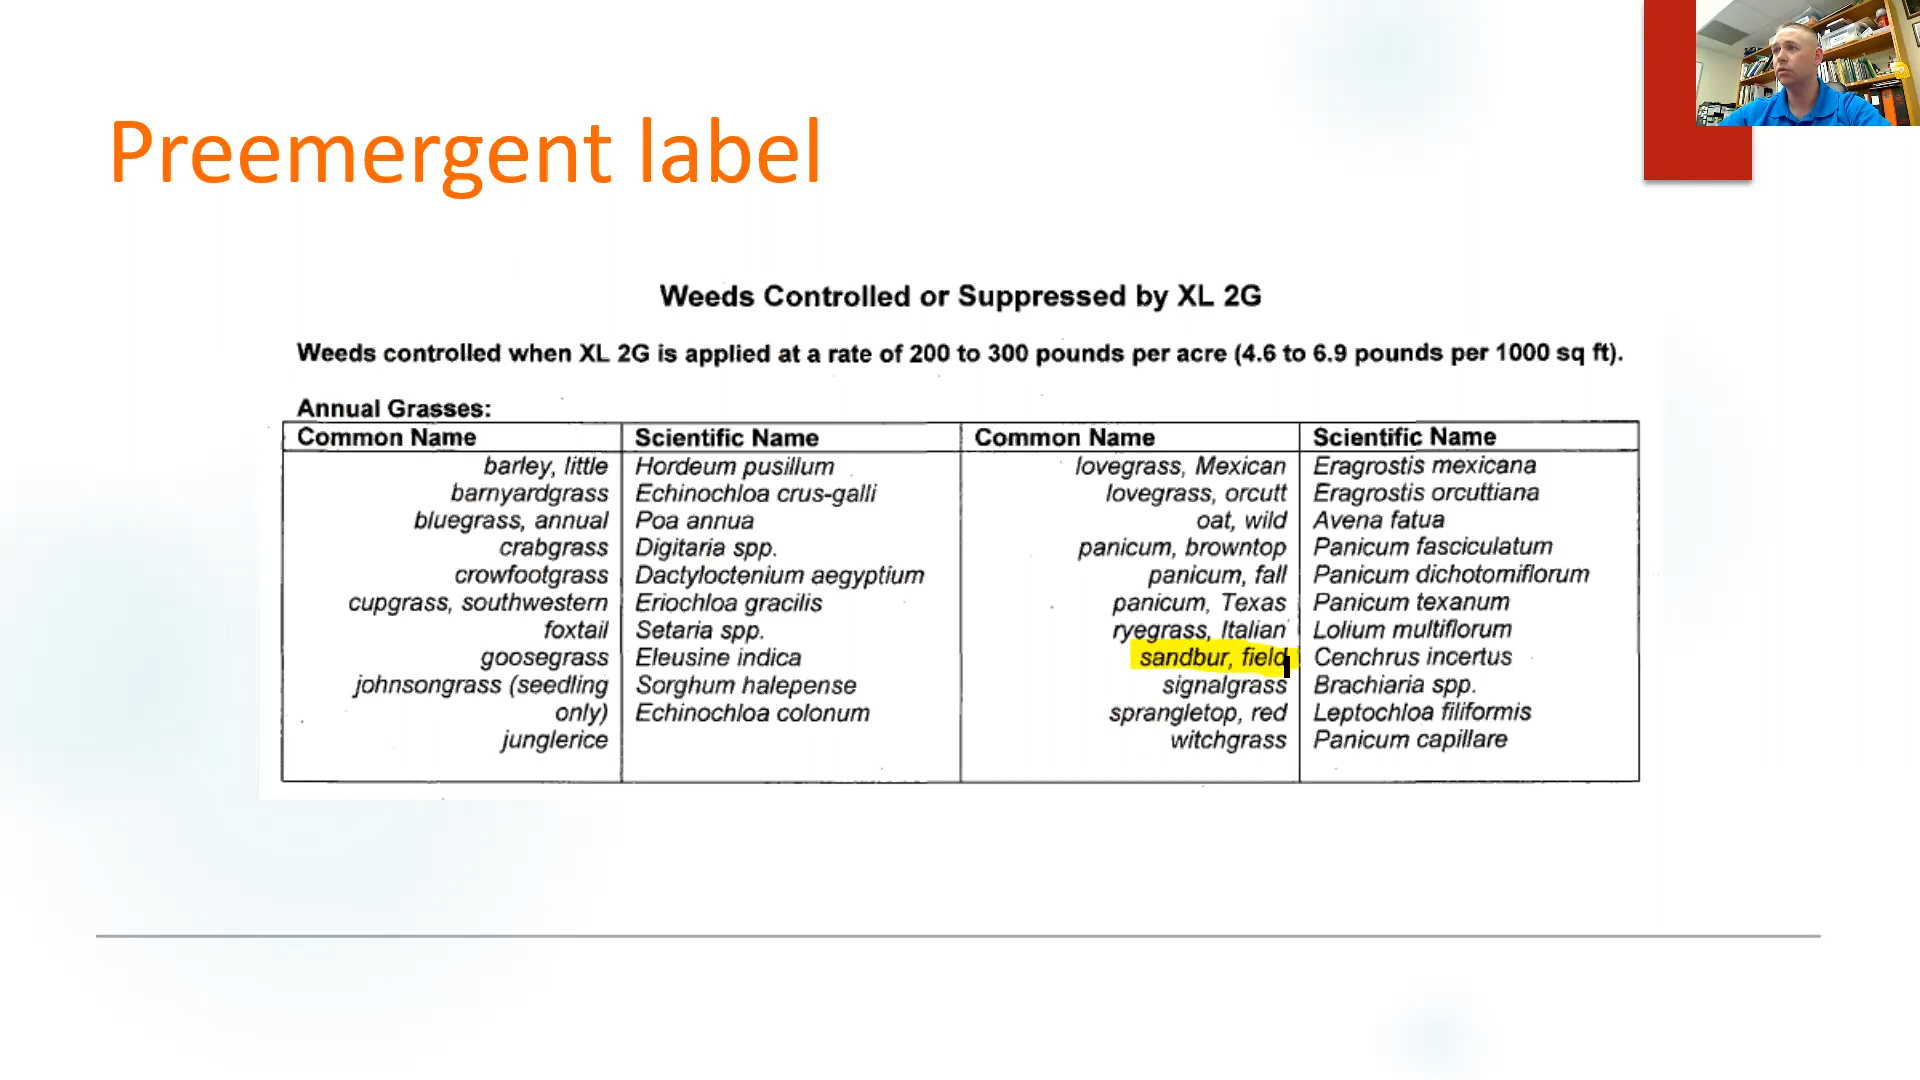 Preemergent label
Weeds Controlled or Suppressed by XL 2G
Weeds controlled when XL 2G is applied at a rate of 200 to 300 pounds per acre (4.6 to 6.9 pounds per 1000 sq ft).
Annual Grasses:
Common Name Scientific Name Common Name Scientific Name
barley, little Hordeum pusillum lovegrass, Mexican Eragrostis mexicana
barnyardgrass Echinochloa crus-galli lovegrass, orcutt Eragrostis orcuttiana
bluegrass, annual Poa annua oat, wild Avena fatua
crabgrass Digitaria spp. panicum, browntop Panicum fasciculatum
crowfootgrass Dactyloctenium aegyptium panicum, fall Panicum dichotomiflorum
cupgrass, southwestern Eriochloa gracilis panicum, Texas Panicum texanum
foxtail Setaria spp. ryegrass, Italian Lolium multiflorum
goosegrass Eleusine indica sandbur, field Cenchrus incertus
johnsongrass (seedling Sorghum halepense signalgrass Brachiaria spp.
only) Echinochloa colonum sprangletop, red Leptochloa filiformis
junglerice witchgrass Panicum capillare